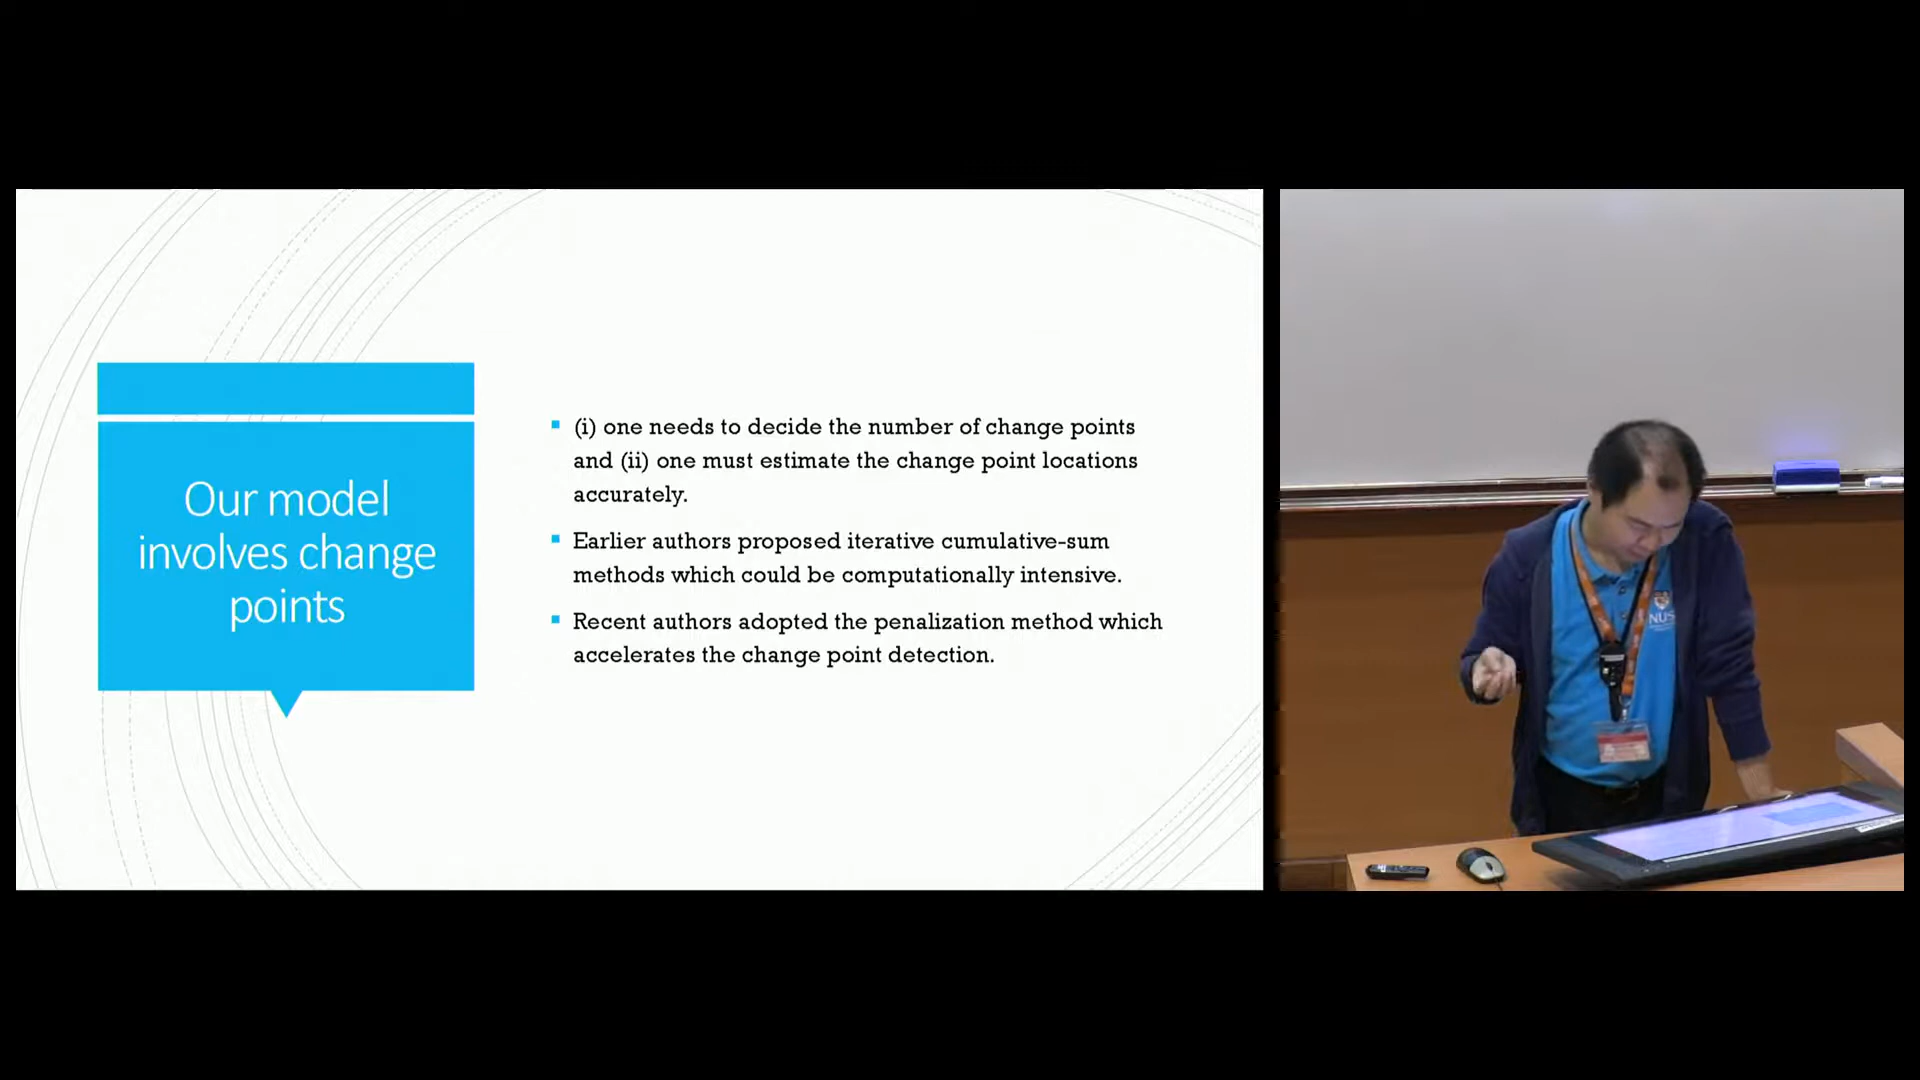 Our model
involves change
points
(i) one needs to decide the number of change points
and (ii) one must estimate the change point locations
accurately.
Earlier authors proposed iterative cumulative-sum
methods which could be computationally intensive.
Recent authors adopted the penalization method which
accelerates the change point detection.
NUS